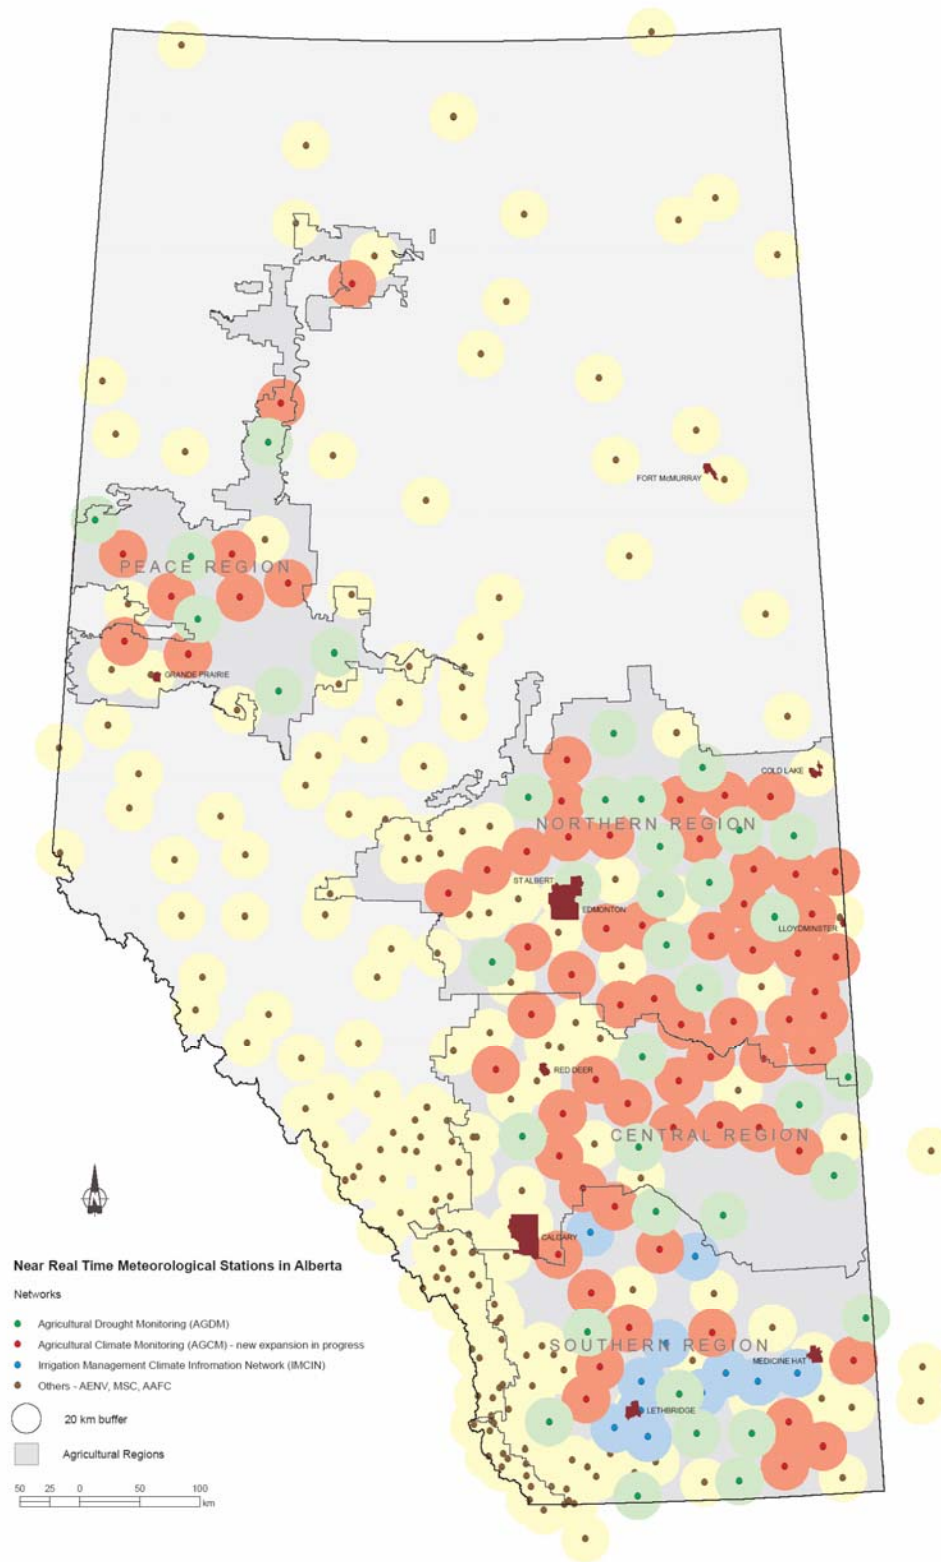 FORT McMURRAY
PEACE REGION
GRANDE PRAIRIE
COLD LAKE
NORTHERN REGION
ST ALBERT
EDMONTON
LLOYDMINSTER
RED DEER
CENTRAL REGION
N
CALGARY
Near Real Time Meteorological Stations in Alberta
Networks
Agricultural Drought Monitoring (AGDM)
Agricultural Climate Monitoring (AGCM) - new expansion in progress
Irrigation Management Climate Infromation Network (IMCIN)
Others - AENV, MSC, AAFC
20 km buffer
Agricultural Regions
50 25 0 50 100
km
SOUTHERN REGION
MEDICINE HAT
LETHBRIDGE